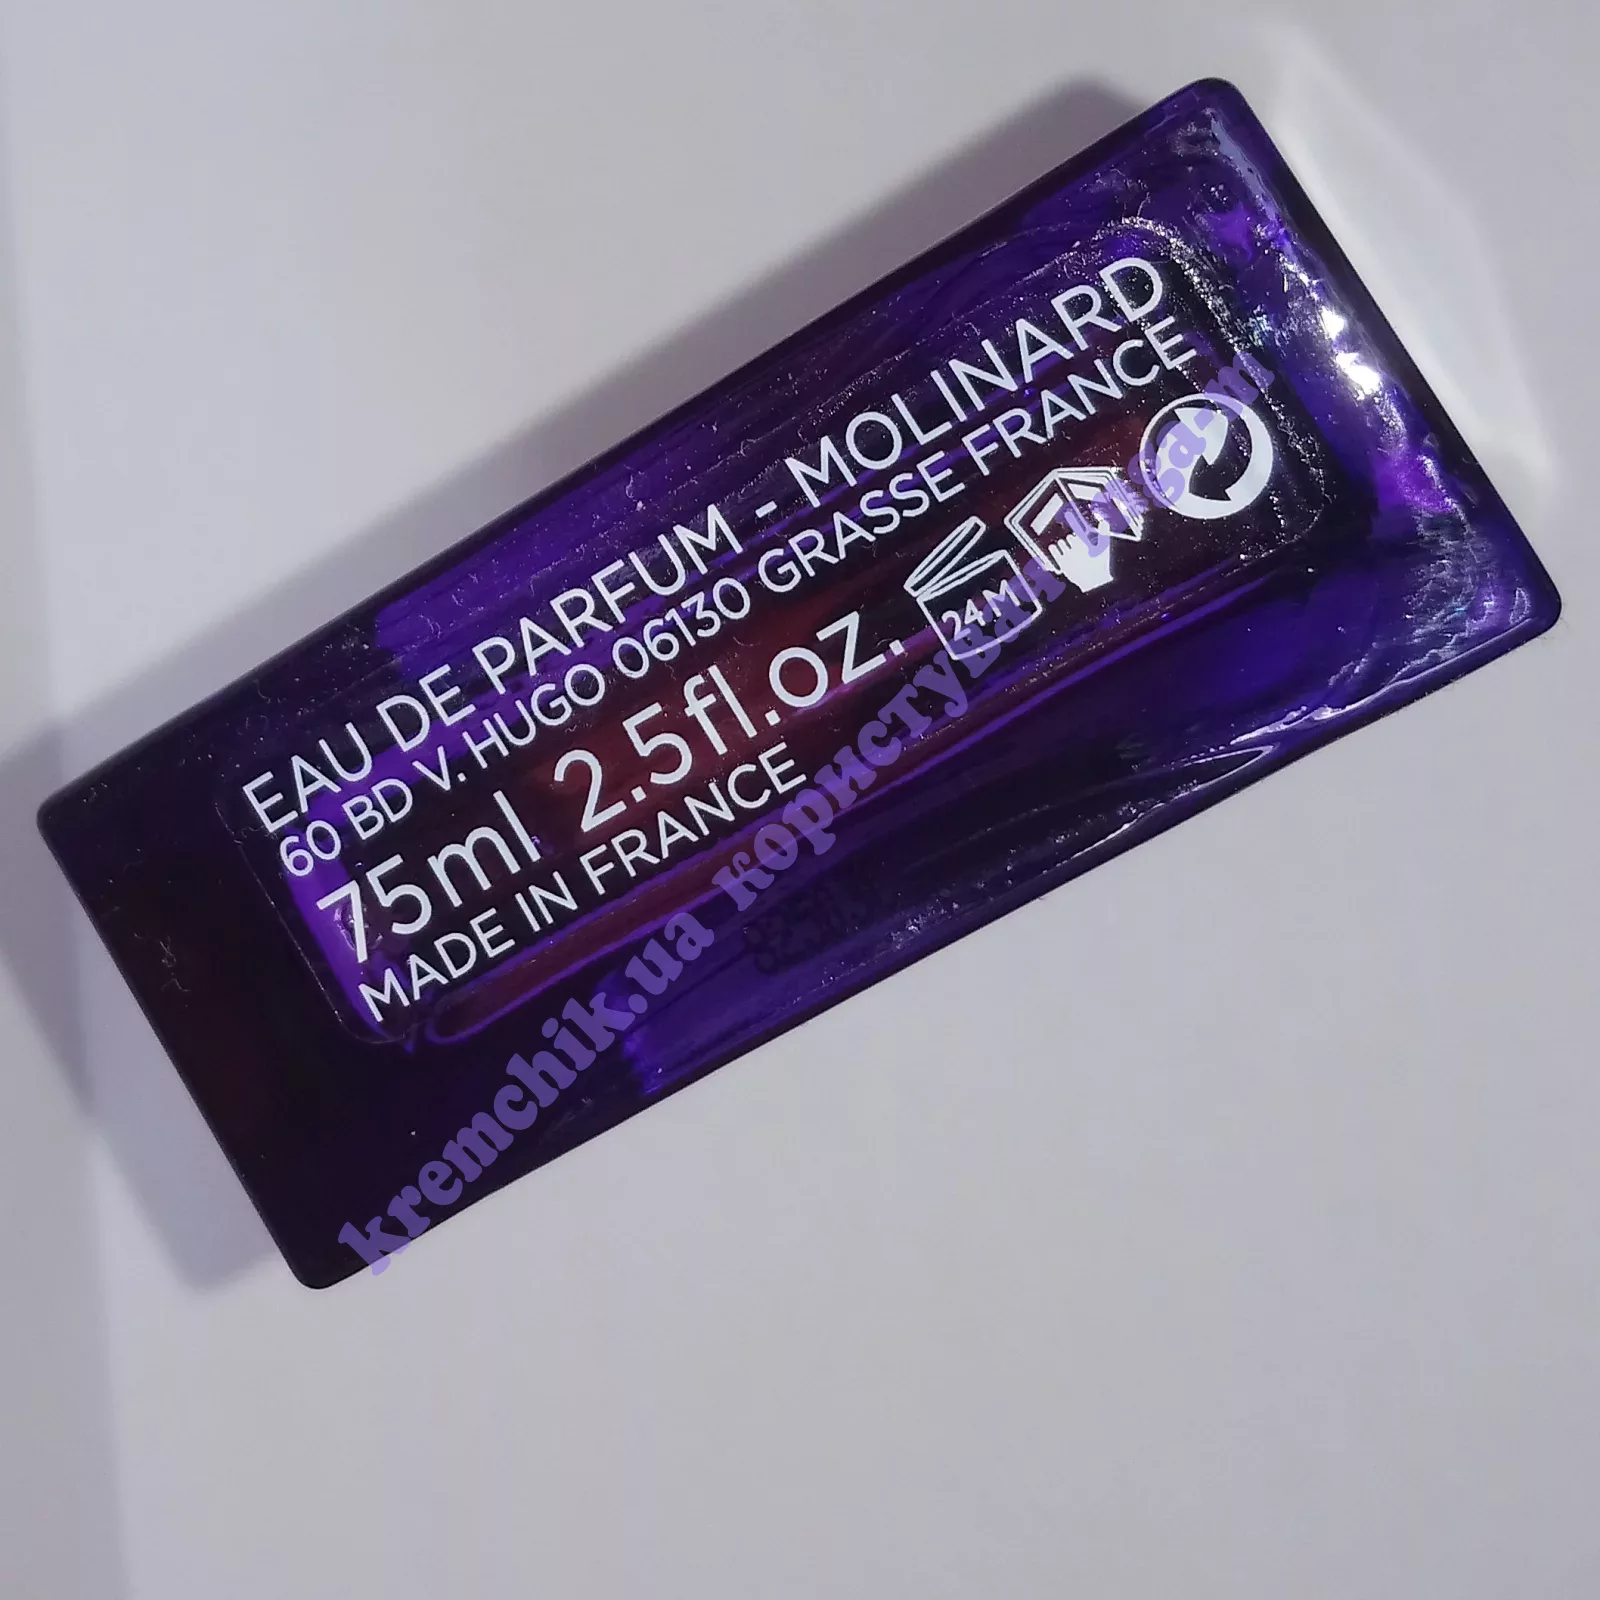 EAU DE PARFUM - MOLINARD
60 BD V. HUGO 06130 GRASSE FRANCE
75ml 2.5fl.oz.
24M
MADE IN FRANCE
kremchik.ua користувач